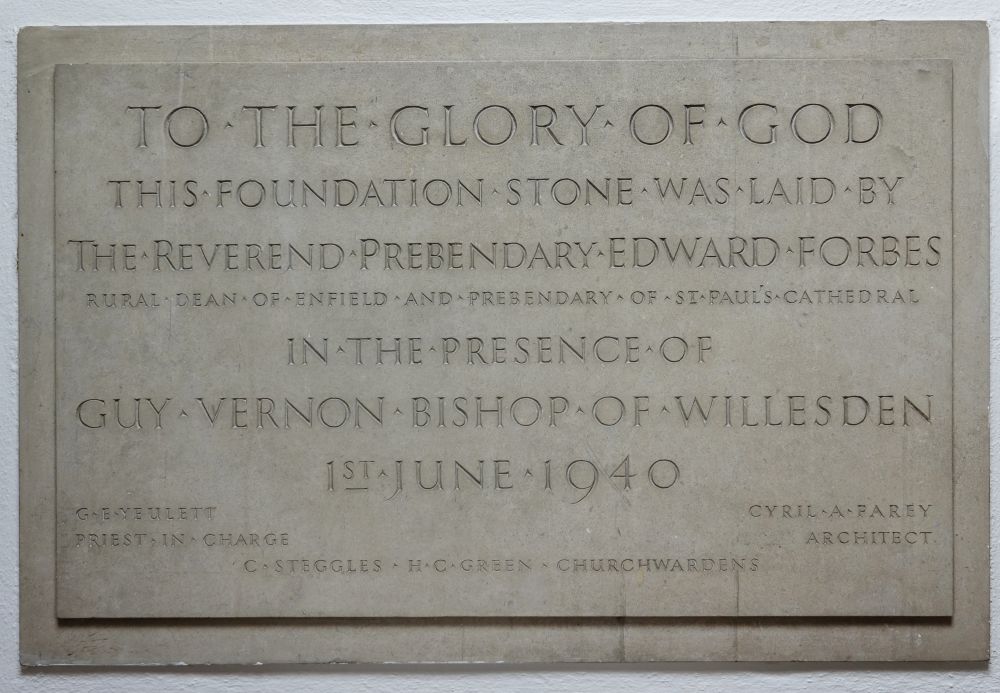 TO·THE·GLORY·OF·GOD
THIS·FOUNDATION·STONE·WAS·LAID·BY
THE·REVEREND·PREBENDARY·EDWARD·FORBES
RURAL·DEAN·OF·ENFIELD·AND·PREBENDARY·OF·ST·PAUL'S·CATHEDRAL
IN·THE·PRESENCE·OF
GUY·VERNON·BISHOP·OF·WILLESDEN
1ST·JUNE·1940
G·E·YEULETT
PRIEST·IN·CHARGE
CYRIL·A·FAREY
ARCHITECT
C·STEGGLES·H·C·GREEN·CHURCHWARDENS